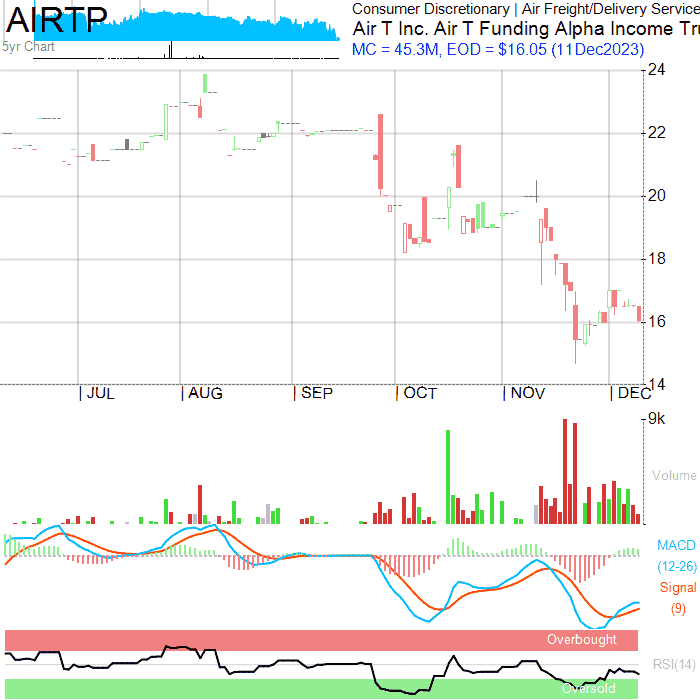 AIRTP
5yr Chart
Consumer Discretionary | Air Freight/Delivery Service
Air T Inc. Air T Funding Alpha Income Tru
MC = 45.3M, EOD = $16.05 (11Dec2023)
24
22
20
18
16
14
JUL AUG SEP OCT NOV DEC
9k
Volume
MACD
(12-26)
Signal
(9)
Overbought
RSI(14)
Oversold